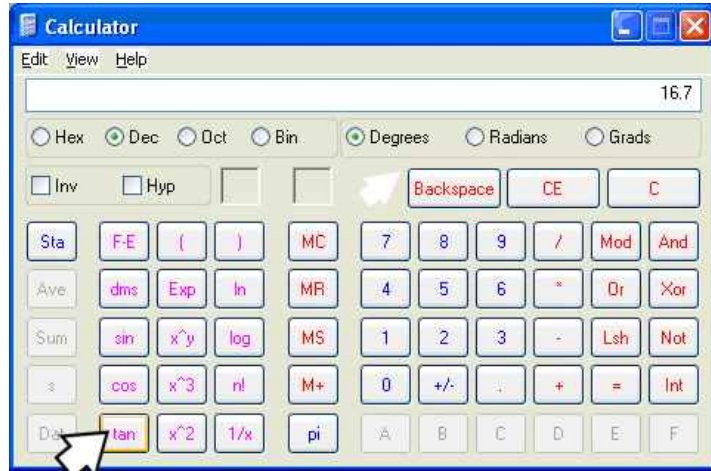 Calculator
Edit View Help
16.7
Hex Dec Oct Bin Degrees Radians Grads
Inv Hyp Backspace CE C
Sta F-E ( ) MC 7 8 9 / Mod And
Ave dms Exp ln MR 4 5 6 * Or Xor
Sum sin x^y log MS 1 2 3 - Lsh Not
s cos x^3 n! M+ 0 +/- . + = Int
tan x^2 1/x pi A B C D E F